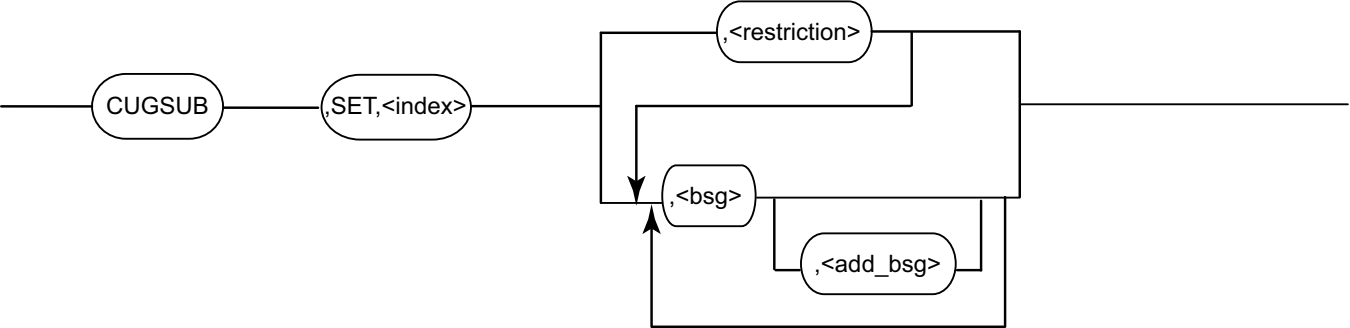 ,<restriction>
CUGSUB
,SET,<index>
,<bsg>
,<add_bsg>